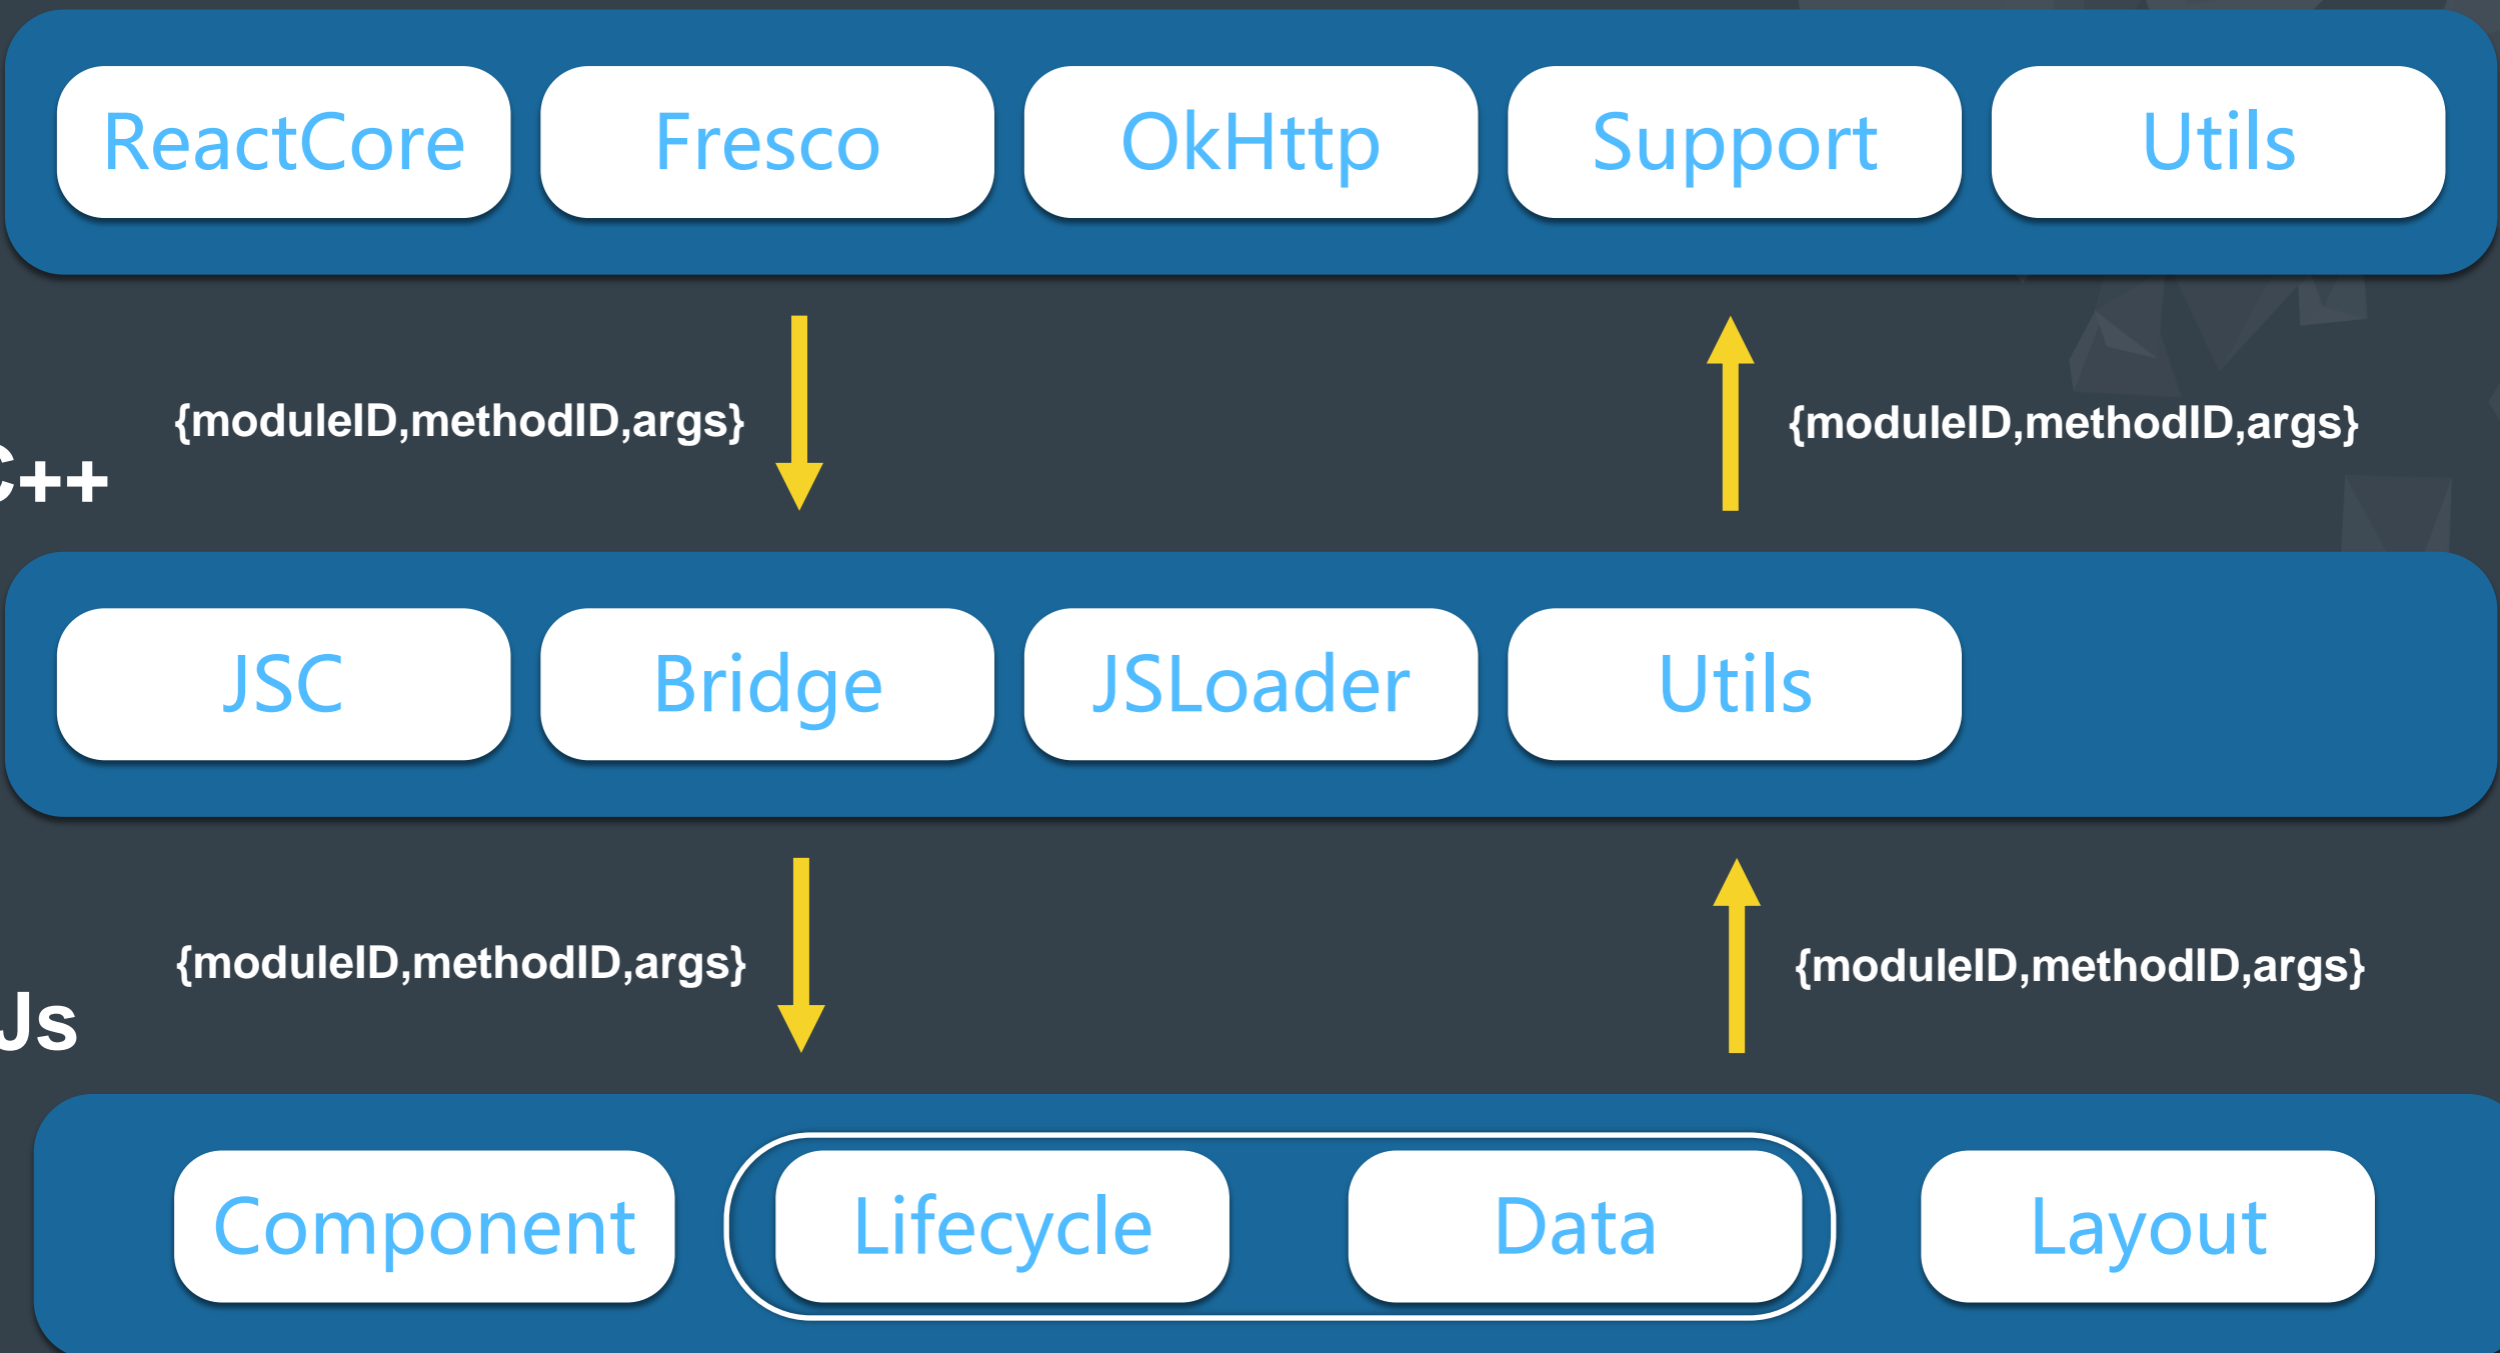 ReactCore
Fresco
OkHttp
Support
Utils
{moduleID,methodID,args}
{moduleID,methodID,args}
C++
JSC
Bridge
JSLoader
Utils
{moduleID,methodID,args}
{moduleID,methodID,args}
Js
Component
Lifecycle
Data
Layout